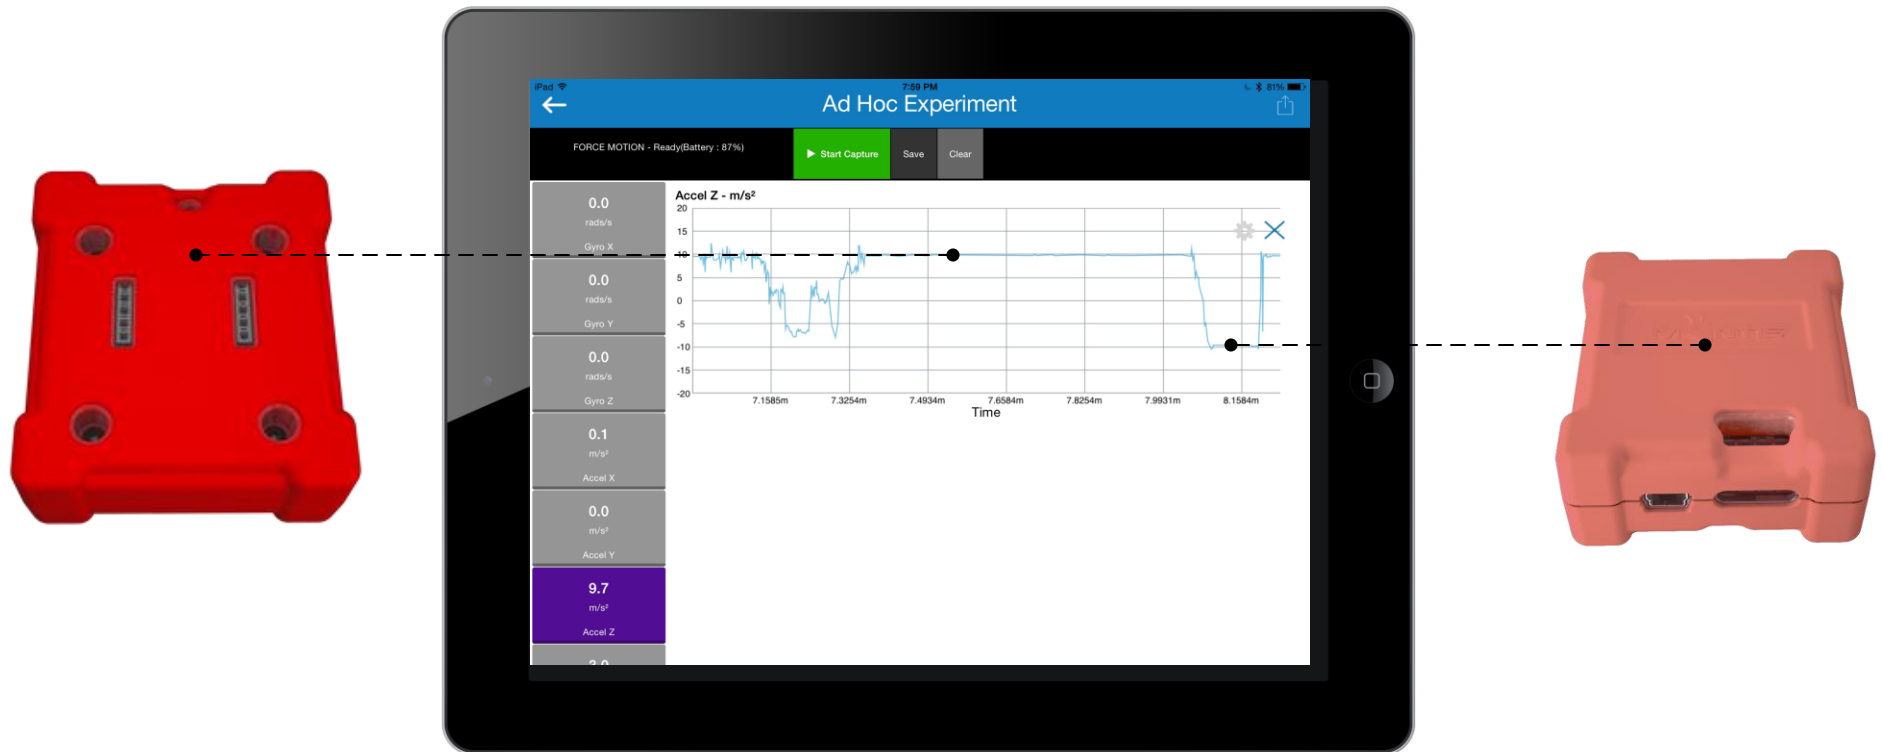 iPad
7:59 PM
81%
Ad Hoc Experiment
FORCE MOTION - Ready(Battery : 87%)
Start Capture
Save
Clear
0.0
rads/s
Gyro X
0.0
rads/s
Gyro Y
0.0
rads/s
Gyro Z
0.1
m/s²
Accel X
0.0
m/s²
Accel Y
9.7
m/s²
Accel Z
Accel Z - m/s²
20
15
10
5
0
-5
-10
-15
-20
7.1585m
7.3254m
7.4934m
7.6584m
7.8254m
7.9931m
8.1584m
Time